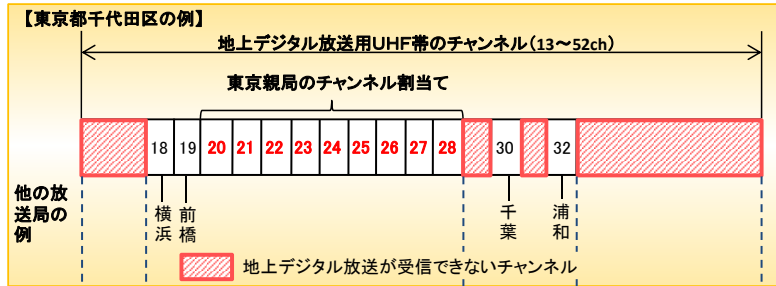 【東京都千代田区の例】
地上デジタル放送用UHF帯のチャンネル(13～52ch)
東京親局のチャンネル割当て
18 19 20 21 22 23 24 25 26 27 28 30 32
他の放
送局の
例
横浜
前橋
千葉
浦和
地上デジタル放送が受信できないチャンネル